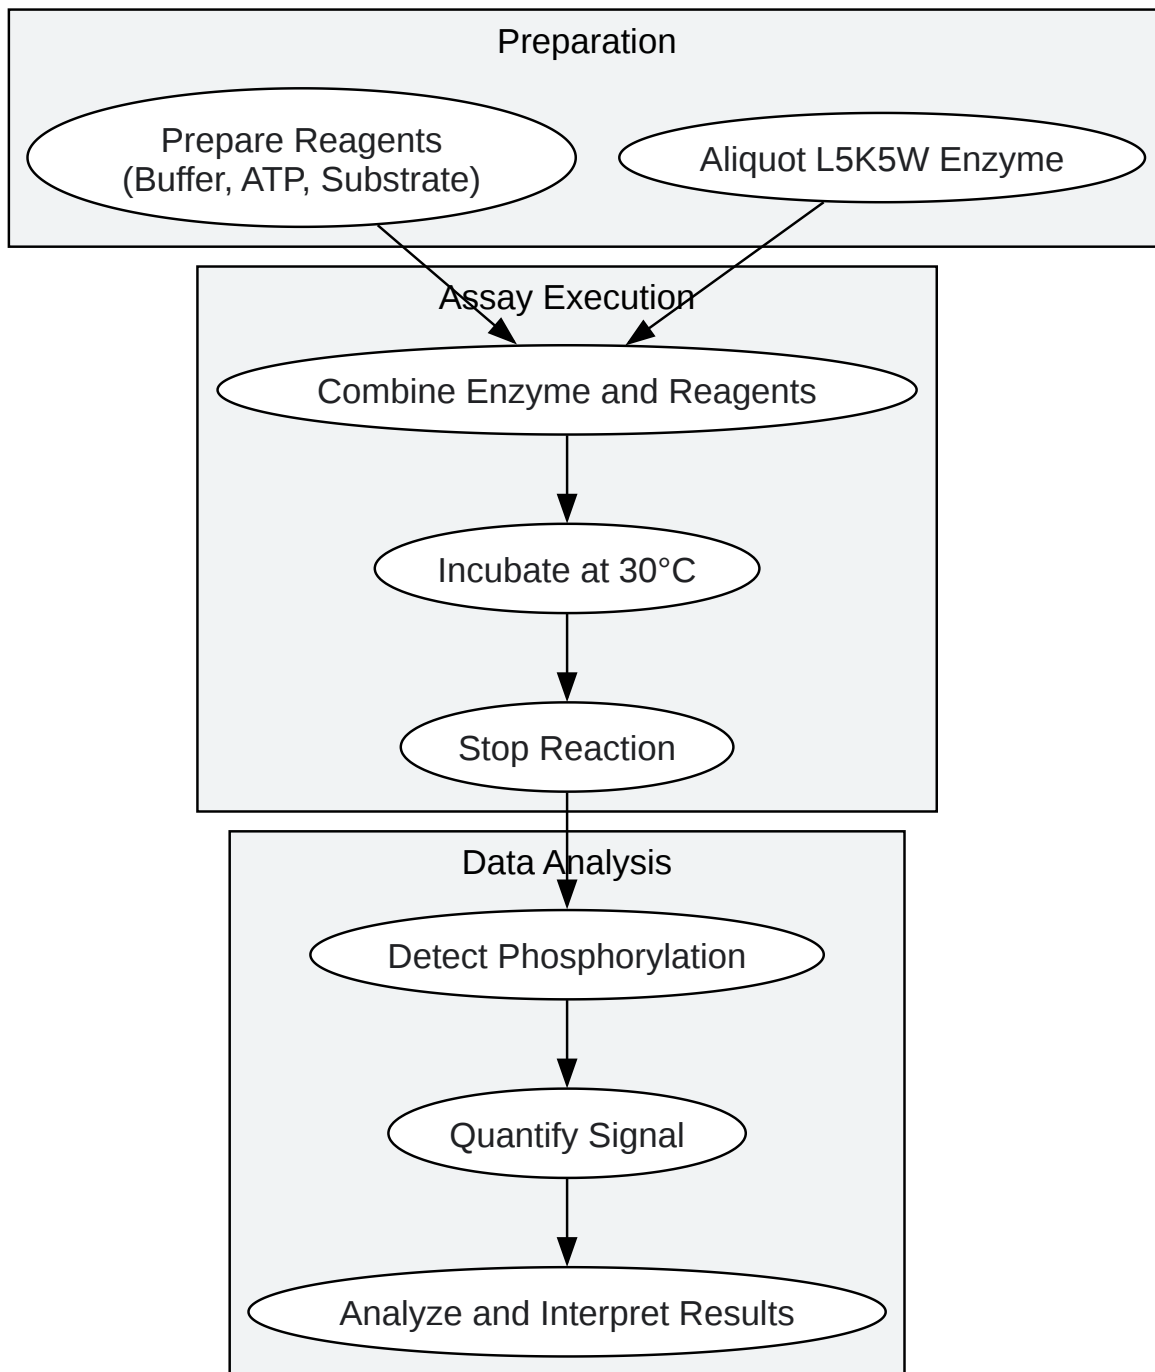 Preparation
Prepare Reagents
(Buffer, ATP, Substrate)
Aliquot L5K5W Enzyme
Assay Execution
Combine Enzyme and Reagents
Incubate at 30°C
Stop Reaction
Data Analysis
Detect Phosphorylation
Quantify Signal
Analyze and Interpret Results